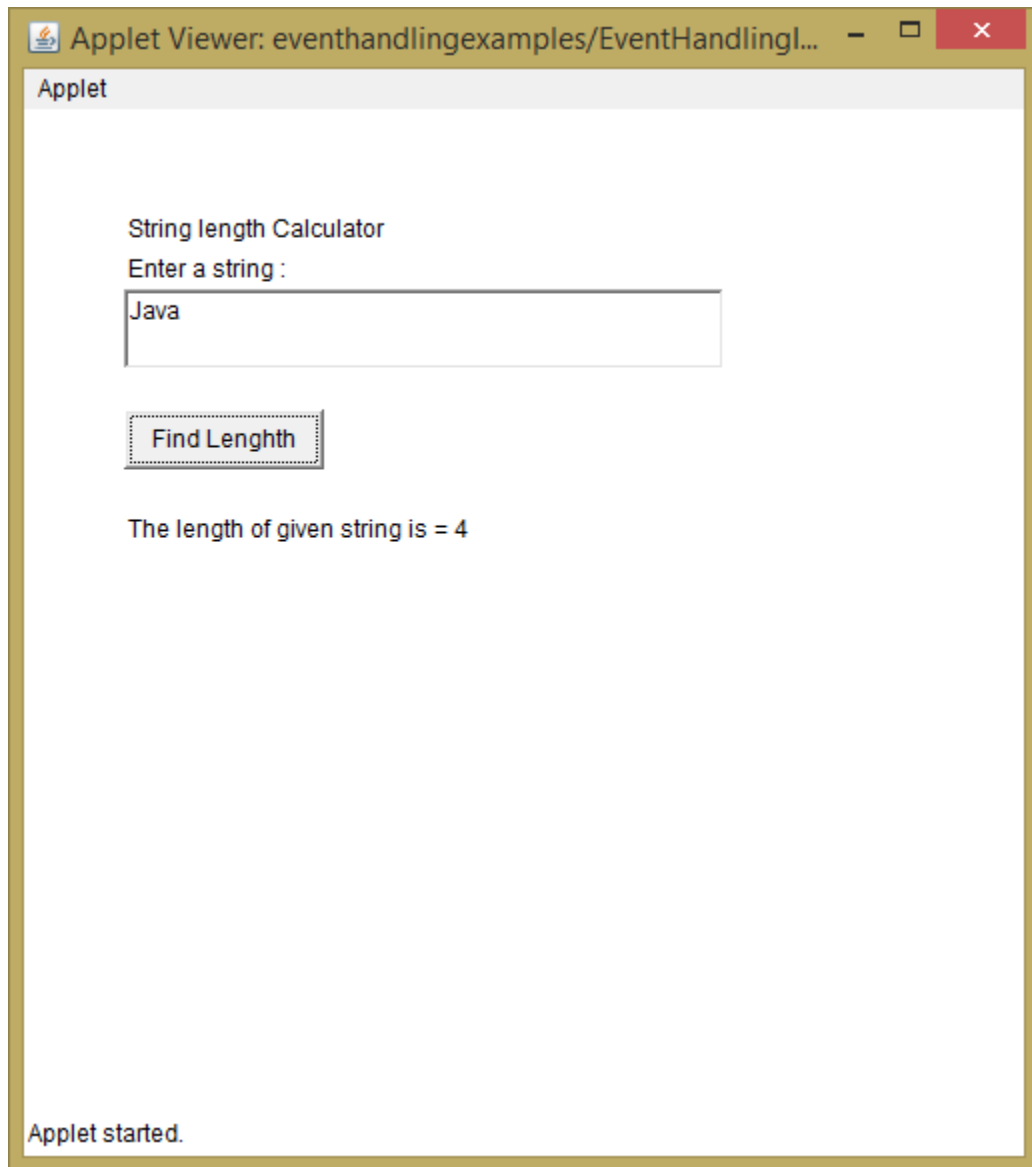 Applet Viewer: eventhandlingexamples/EventHandlingI...
Applet
String length Calculator
Enter a string :
Java
Find Lenghth
The length of given string is = 4
Applet started.